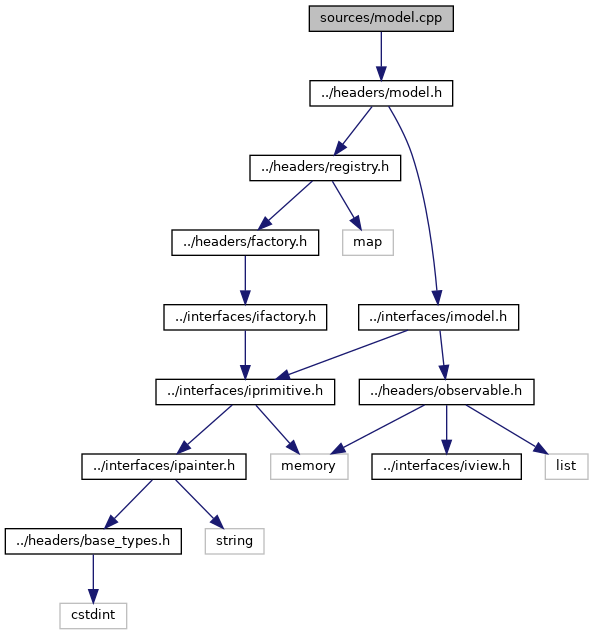 sources/model.cpp
../headers/model.h
../headers/registry.h
../headers/factory.h
map
../interfaces/ifactory.h
../interfaces/imodel.h
../interfaces/iprimitive.h
../headers/observable.h
../interfaces/ipainter.h
memory
../interfaces/iview.h
list
../headers/base_types.h
string
cstdint